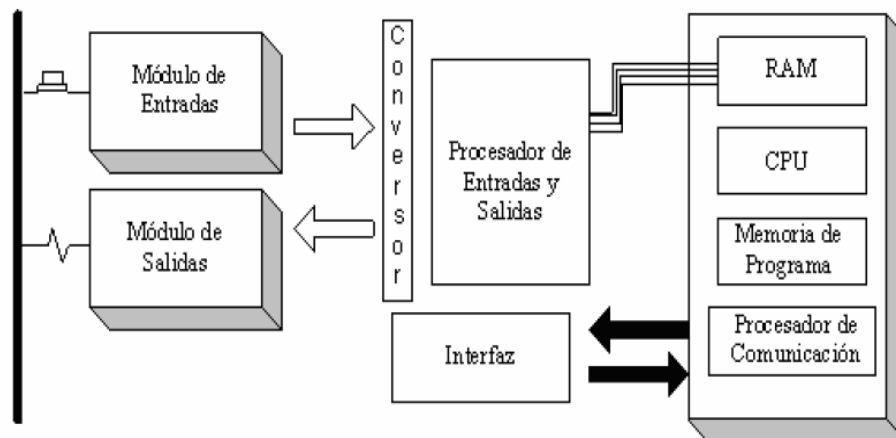 Módulo de
Entradas
Módulo de
Salidas
Conversor
Procesador de
Entradas y
Salidas
Interfaz
RAM
CPU
Memoria de
Programa
Procesador de
Comunicación